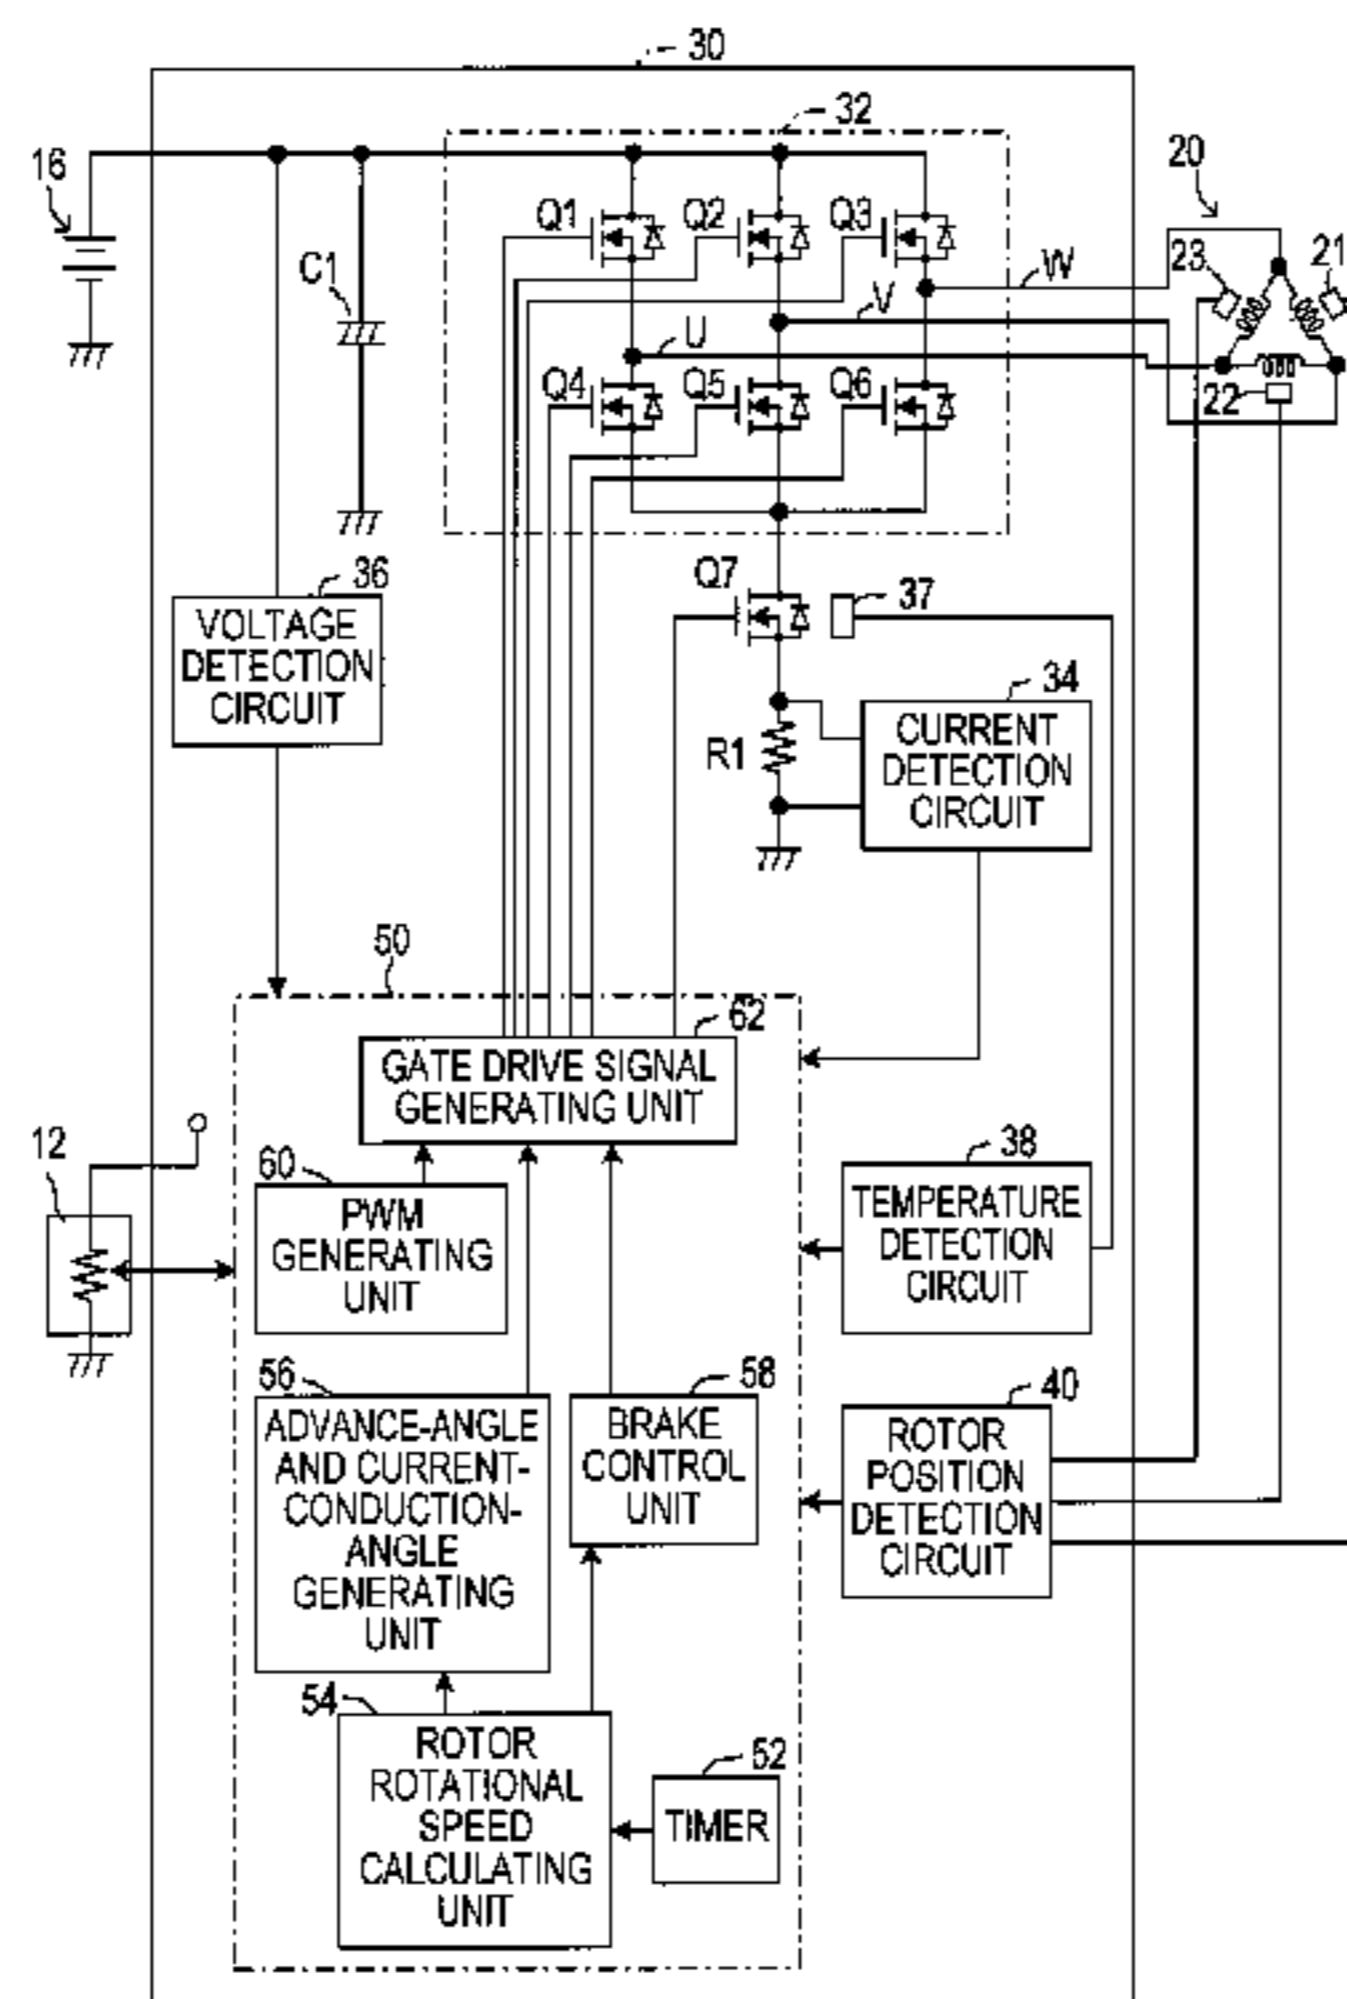 30
32
16
20
Q1
Q2
Q3
23
21
W
C1
V
U
Q4
Q5
Q6
22
Q7
36
37
VOLTAGE
DETECTION
CIRCUIT
34
R1
CURRENT
DETECTION
CIRCUIT
50
62
GATE DRIVE SIGNAL
GENERATING UNIT
12
60
PWM
GENERATING
UNIT
38
TEMPERATURE
DETECTION
CIRCUIT
56
ADVANCE-ANGLE
AND CURRENT-
CONDUCTION-
ANGLE
GENERATING
UNIT
58
BRAKE
CONTROL
UNIT
40
ROTOR
POSITION
DETECTION
CIRCUIT
54
ROTOR
ROTATIONAL
SPEED
CALCULATING
UNIT
52
TIMER